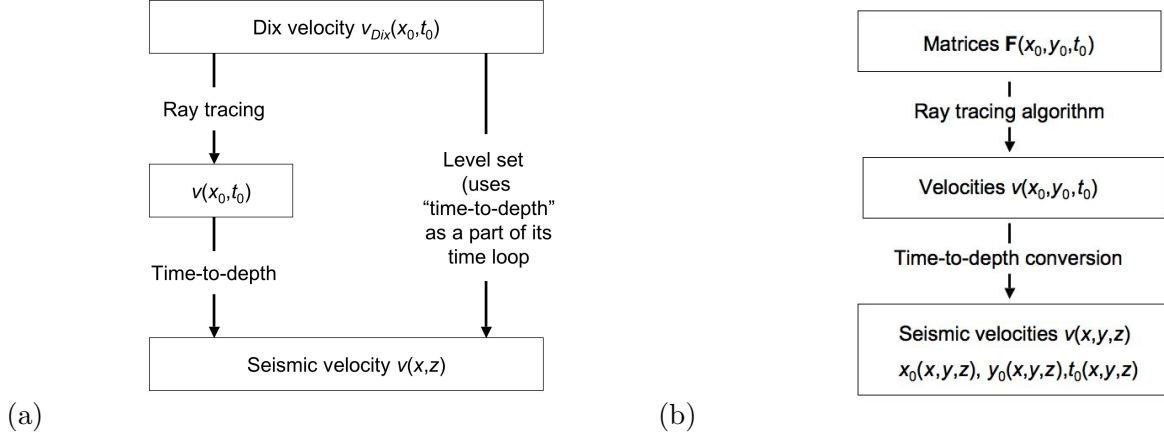 Dix velocity v_Dix(x₀,t₀)
Ray tracing
v(x₀,t₀)
Time-to-depth
Level set
(uses
“time-to-depth”
as a part of its
time loop
Seismic velocity v(x,z)
(a)
Matrices F(x₀,y₀,t₀)
Ray tracing algorithm
Velocities v(x₀,y₀,t₀)
Time-to-depth conversion
Seismic velocities v(x,y,z)
x₀(x,y,z), y₀(x,y,z),t₀(x,y,z)
(b)